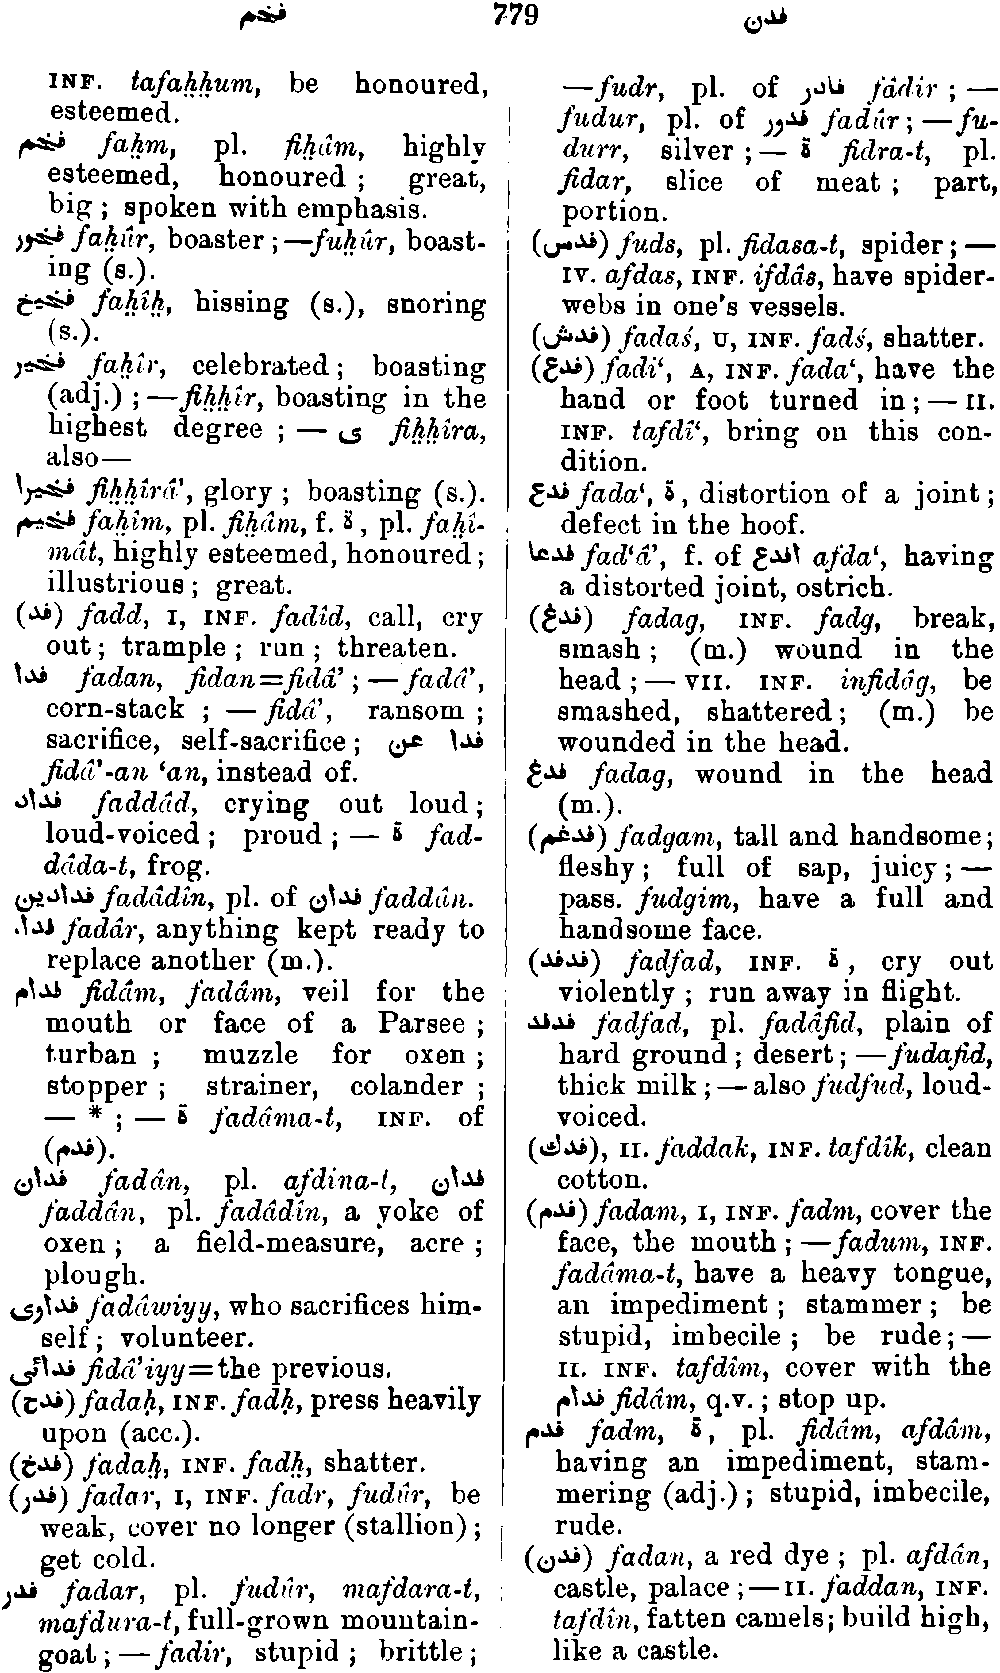 فخم 779 فدن
INF. tafaḫḫum, be honoured,
esteemed.
فخم faḫm, pl. fiḫâm, highly
esteemed, honoured ; great,
big ; spoken with emphasis.
فخور faḫûr, boaster ;—fuḫûr, boast-
ing (s.).
فخيخ faḫîḫ, hissing (s.), snoring
(s.).
فخير faḫîr, celebrated ; boasting
(adj.) ;—fiḫḫîr, boasting in the
highest degree ; — ى fiḫḫîra,
also—
فخيرا fiḫḫîrâ’, glory ; boasting (s.).
فخيم faḫîm, pl. fiḫâm, f. ة, pl. faḫî-
mât, highly esteemed, honoured ;
illustrious ; great.
(فد) fadd, I, INF. fadîd, call, cry
out ; trample ; run ; threaten.
فدا fadan, fidan=fidâ’ ;—fadâ’,
corn-stack ; — fidâ’, ransom ;
sacrifice, self-sacrifice ; فدا عن
fidâ’-an ‘an, instead of.
فداد faddâd, crying out loud ;
loud-voiced ; proud ; — ة fad-
dâda-t, frog.
فدادين fadâdîn, pl. of فدان faddân.
فدار fadâr, anything kept ready to
replace another (m.).
فدام fidâm, fadâm, veil for the
mouth or face of a Parsee ;
turban ; muzzle for oxen ;
stopper ; strainer, colander ;
— * ; — ة fadâma-t, INF. of
(فدم).
فدان fadân, pl. afdina-t, فدان
faddân, pl. fadâdîn, a yoke of
oxen ; a field-measure, acre ;
plough.
فداوى fadâwiyy, who sacrifices him-
self ; volunteer.
فدائى fidâ’iyy=the previous.
(فدح) fadaḥ, INF. fadḥ, press heavily
upon (acc.).
(فدخ) fadaḫ, INF. fadḫ, shatter.
(فدر) fadar, I, INF. fadr, fudûr, be
weak, cover no longer (stallion) ;
get cold.
فدر fadar, pl. fudûr, mafdara-t,
mafdura-t, full-grown mountain-
goat ;—fadir, stupid ; brittle ;
—fudr, pl. of فادر fâdir ; —
fudur, pl. of فدور fadûr ;—fu-
durr, silver ;— ة fidra-t, pl.
fidar, slice of meat ; part,
portion.
(فدس) fuds, pl. fidasa-t, spider ;—
IV. afdas, INF. ifdâs, have spider-
webs in one's vessels.
(فدش) fadaś, U, INF. fadś, shatter.
(فدع) fadi‘, A, INF. fada‘, have the
hand or foot turned in ;—II.
INF. tafdî‘, bring on this con-
dition.
فدع fada‘, ة, distortion of a joint ;
defect in the hoof.
فدعا fad‘â’, f. of افدع afda‘, having
a distorted joint, ostrich.
(فدغ) fadag, INF. fadg, break,
smash ; (m.) wound in the
head ;— VII. INF. infidâg, be
smashed, shattered ; (m.) be
wounded in the head.
فدغ fadag, wound in the head
(m.).
(فدغم) fadgam, tall and handsome ;
fleshy ; full of sap, juicy ;—
pass. fudgim, have a full and
handsome face.
(فدفد) fadfad, INF. ة, cry out
violently ; run away in flight.
فدفد fadfad, pl. fadâfid, plain of
hard ground ; desert ;—fudafid,
thick milk ;—also fudfud, loud-
voiced.
(فدك), II. faddak, INF. tafdîk, clean
cotton.
(فدم) fadam, I, INF. fadm, cover the
face, the mouth ;—fadum, INF.
fadâma-t, have a heavy tongue,
an impediment ; stammer ; be
stupid, imbecile ; be rude ;—
II. INF. tafdîm, cover with the
فدام fidâm, q.v. ; stop up.
فدم fadm, ة, pl. fidâm, afdâm,
having an impediment, stam-
mering (adj.) ; stupid, imbecile,
rude.
(فدن) fadan, a red dye ; pl. afdân,
castle, palace ;—II. faddan, INF.
tafdîn, fatten camels ; build high,
like a castle.